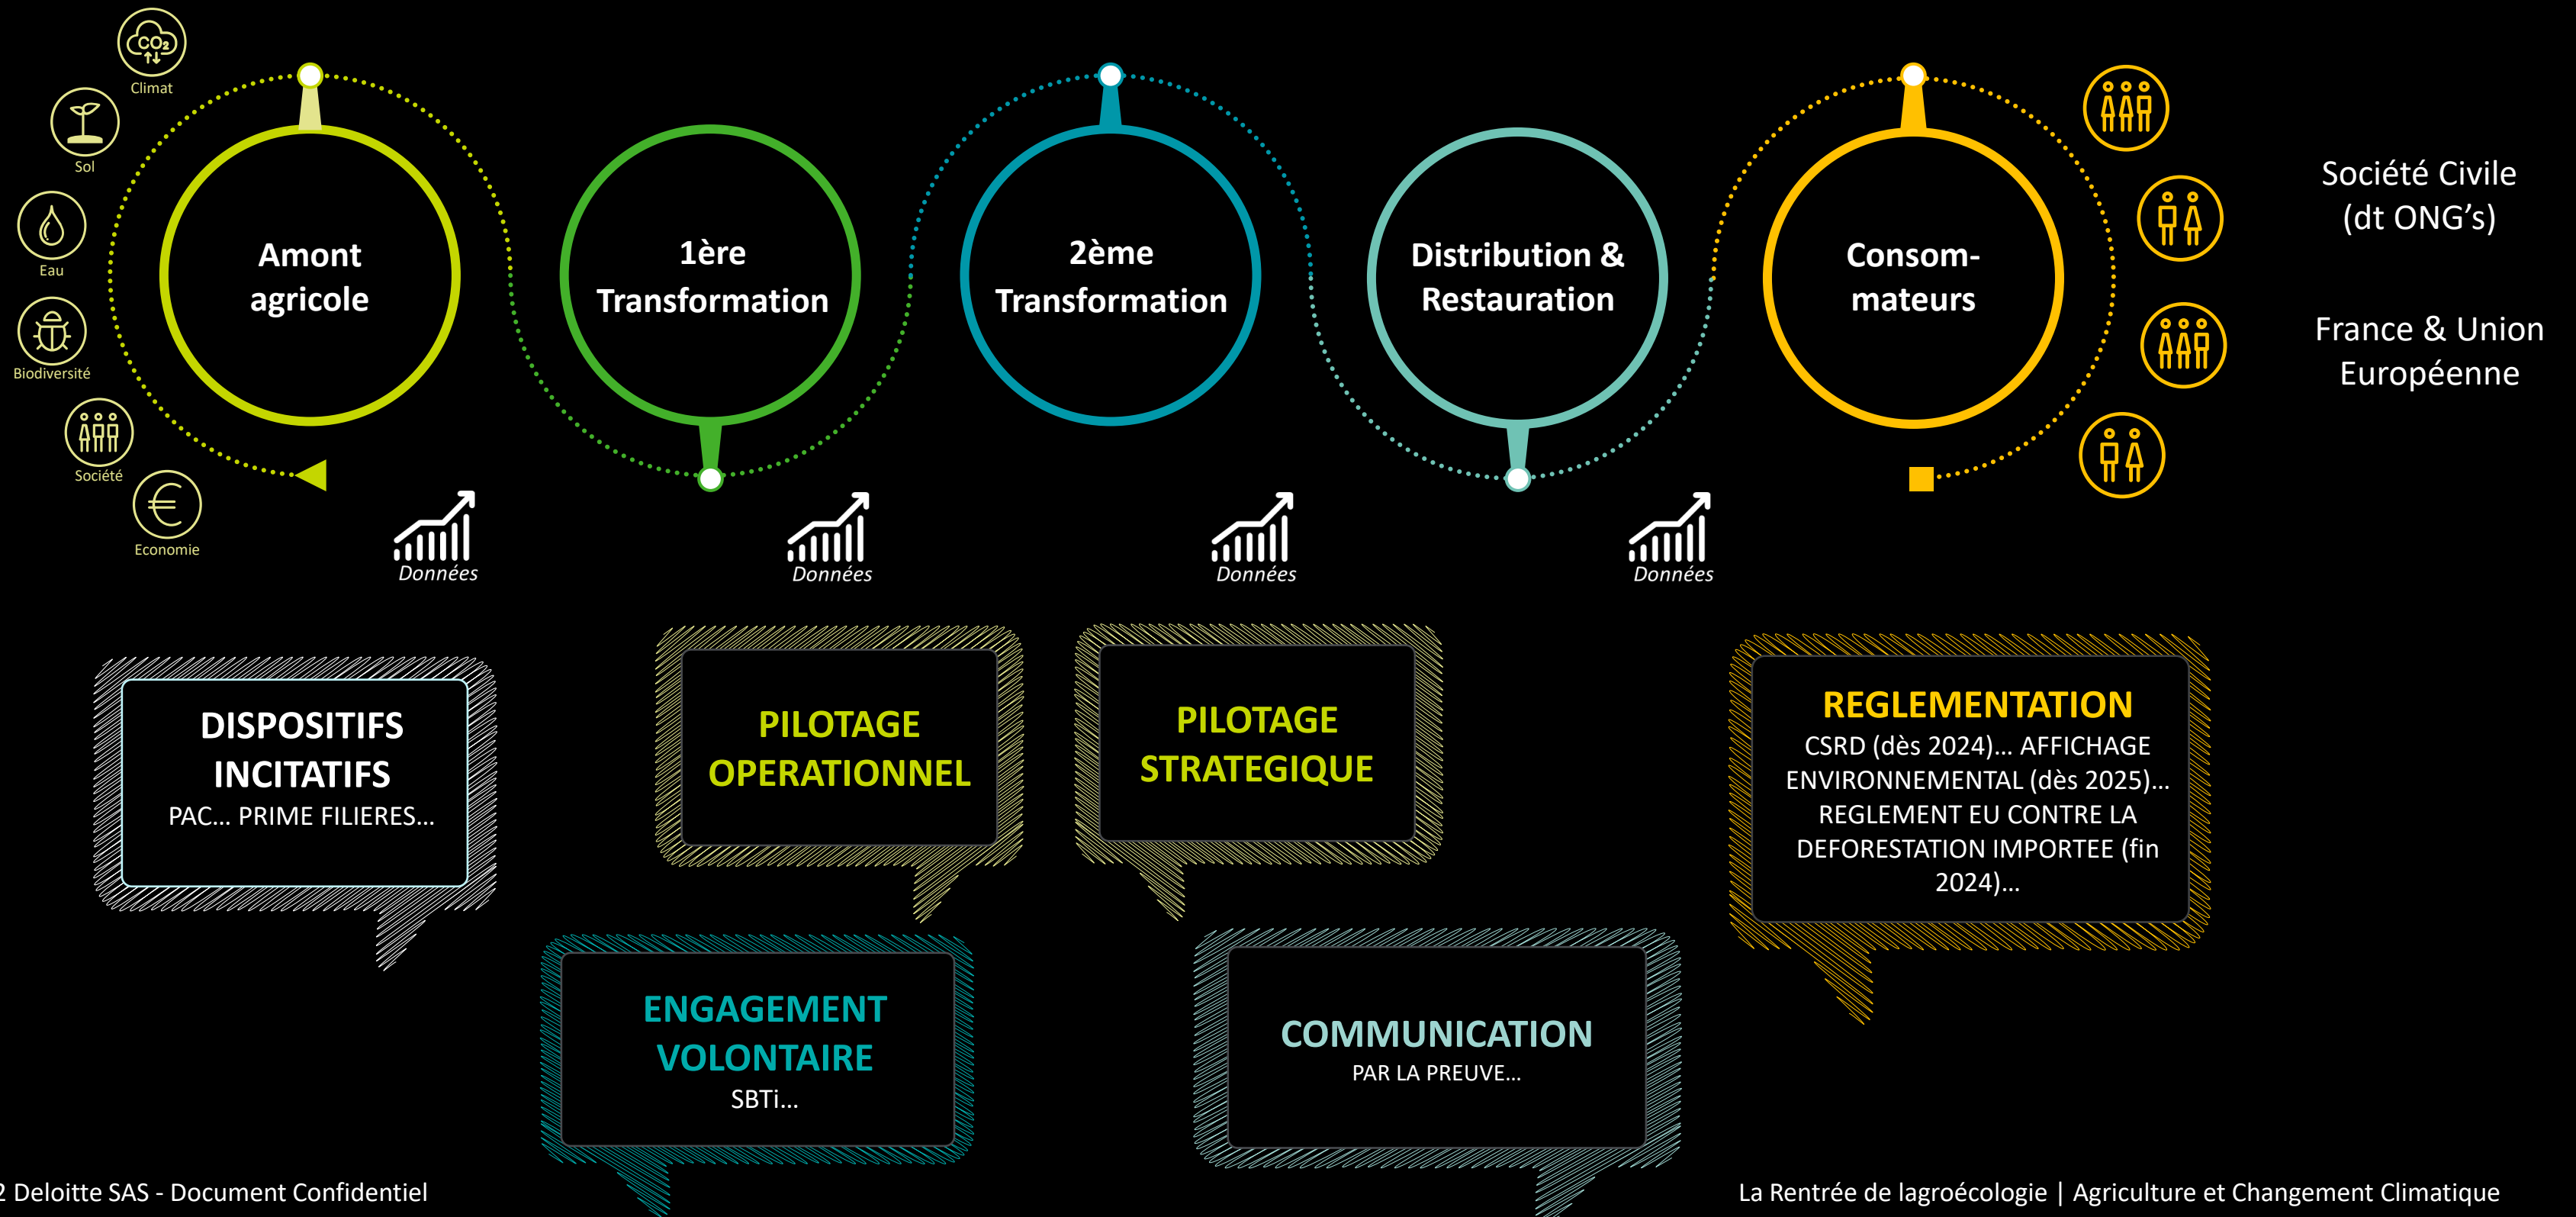 CO₂
Climat
Sol
Eau
Biodiversité
Société
€
Economie
Amont
agricole
1ère
Transformation
2ème
Transformation
Distribution &
Restauration
Consom-
mateurs
Société Civile
(dt ONG’s)
France & Union
Européenne
Données
Données
Données
Données
DISPOSITIFS
INCITATIFS
PAC... PRIME FILIERES...
PILOTAGE
OPERATIONNEL
PILOTAGE
STRATEGIQUE
REGLEMENTATION
CSRD (dès 2024)... AFFICHAGE
ENVIRONNEMENTAL (dès 2025)...
REGLEMENT EU CONTRE LA
DEFORESTATION IMPORTEE (fin
2024)...
ENGAGEMENT
VOLONTAIRE
SBTi...
COMMUNICATION
PAR LA PREUVE...
2 Deloitte SAS - Document Confidentiel
La Rentrée de lagroécologie | Agriculture et Changement Climatique